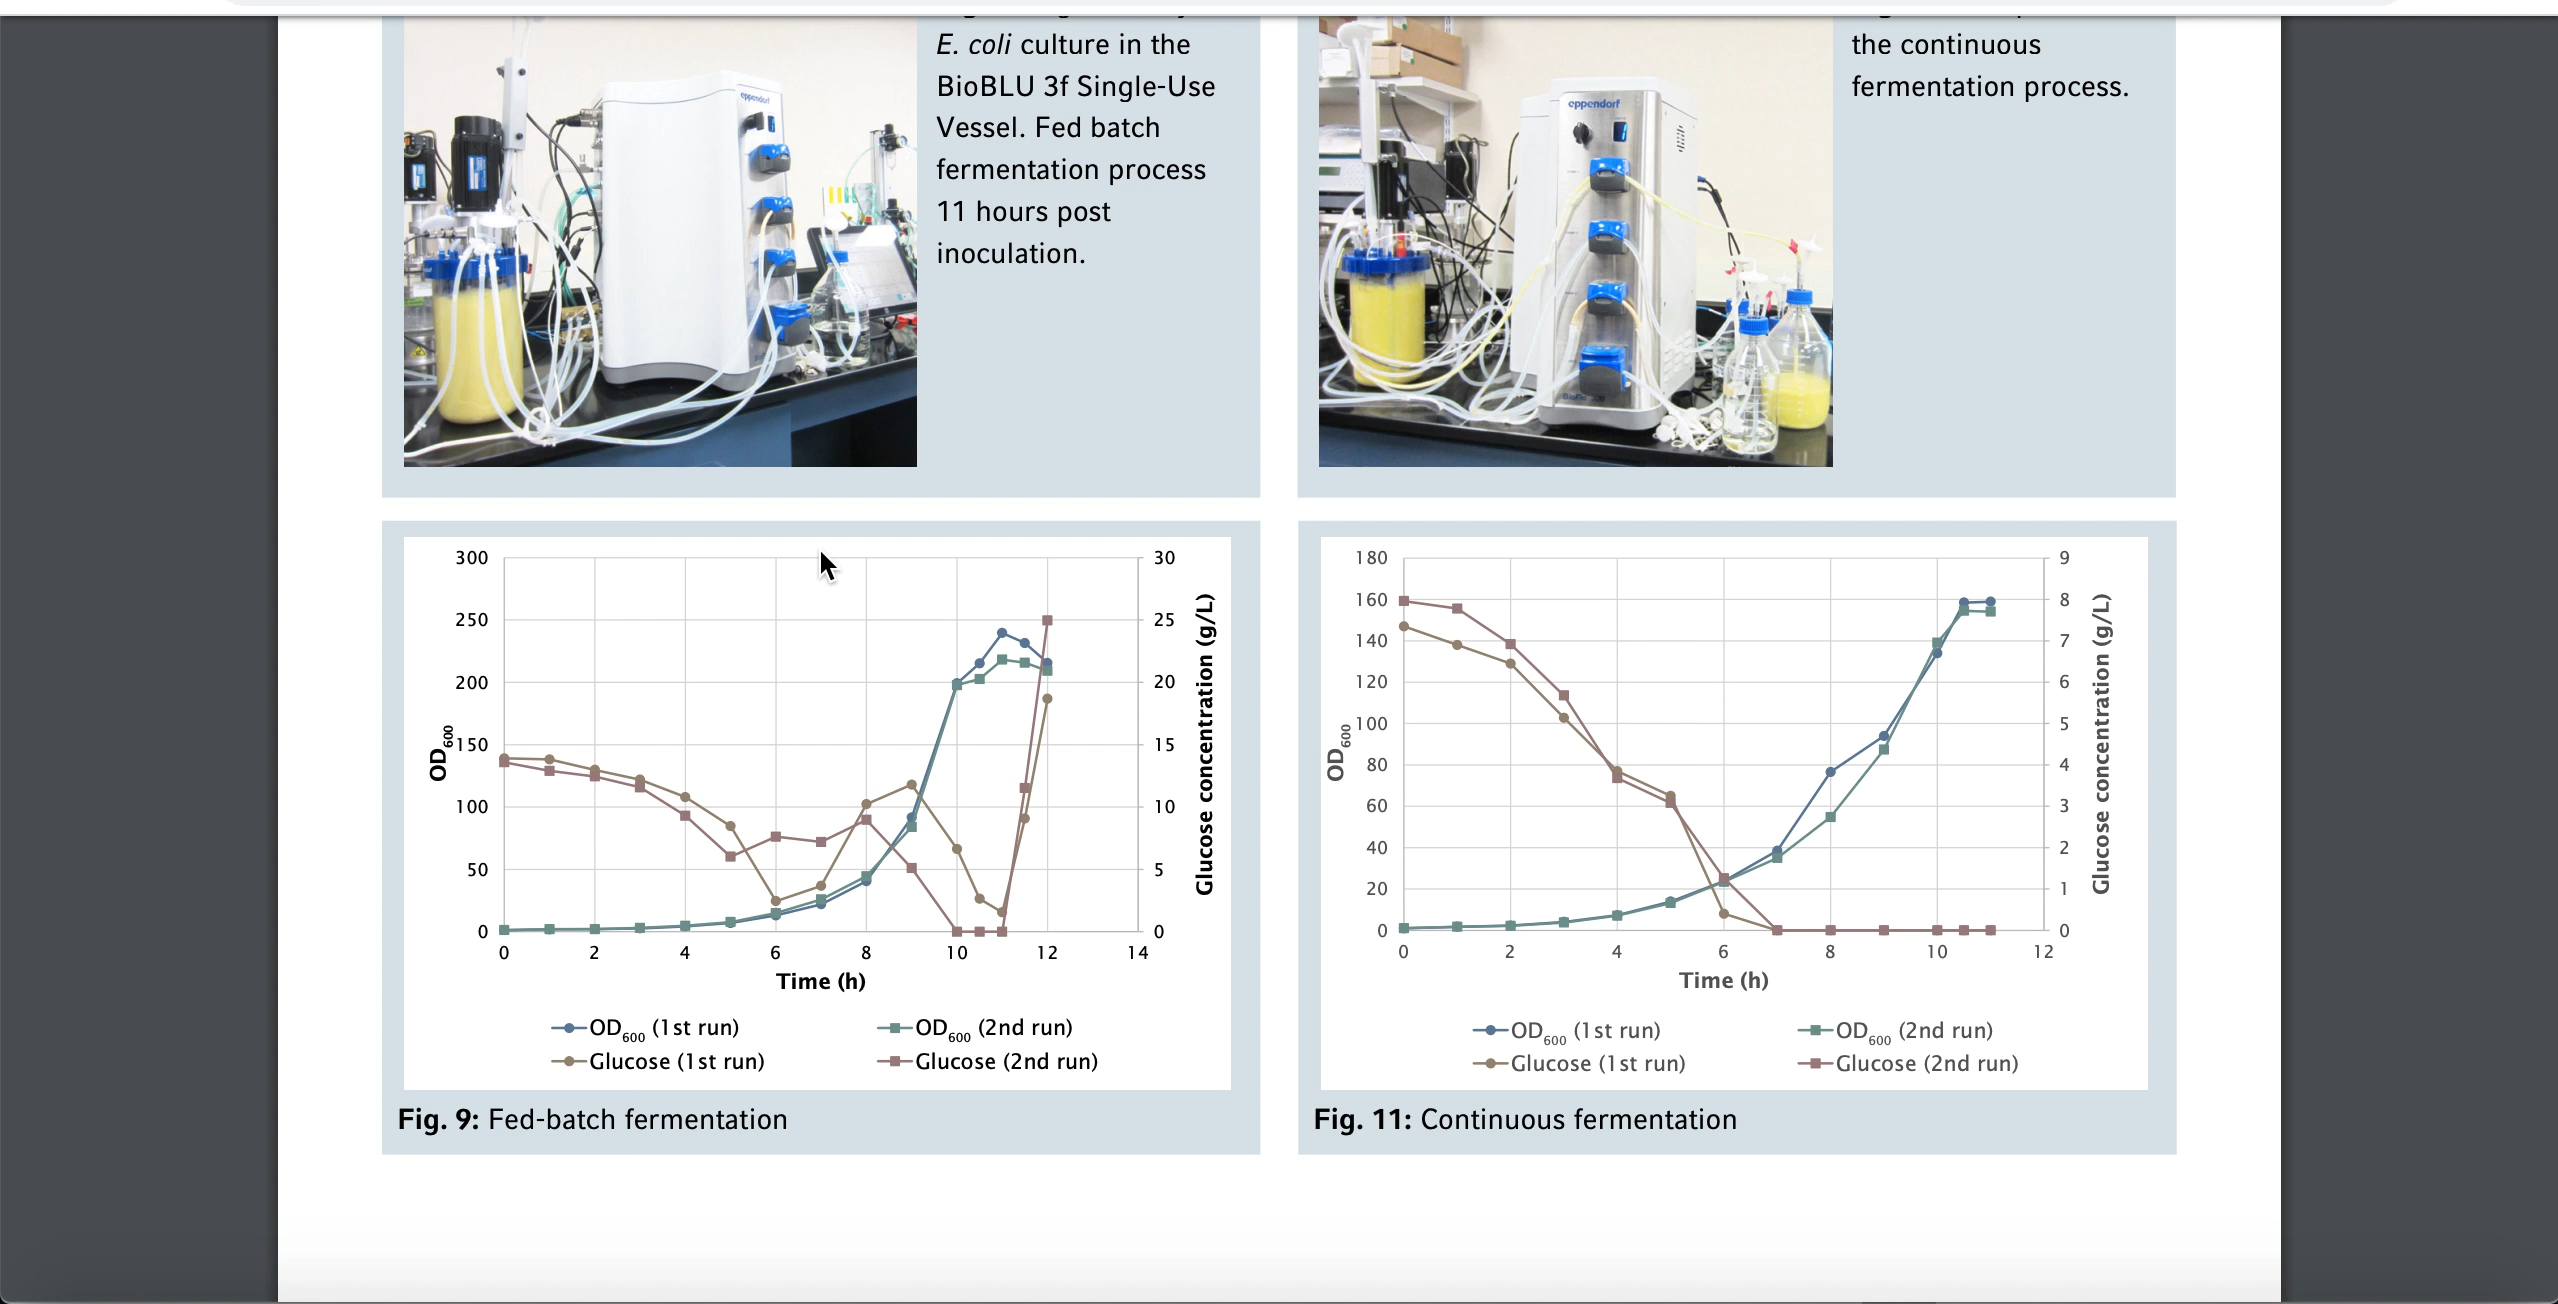 E. coli culture in the
BioBLU 3f Single-Use
Vessel. Fed batch
fermentation process
11 hours post
inoculation.
the continuous
fermentation process.
eppendorf
eppendorf
300
250
200
150
100
50
0
OD600
30
25
20
15
10
5
0
Glucose concentration (g/L)
0 2 4 6 8 10 12 14
Time (h)
OD600 (1st run) OD600 (2nd run)
Glucose (1st run) Glucose (2nd run)
Fig. 9: Fed-batch fermentation
180
160
140
120
100
80
60
40
20
0
OD600
9
8
7
6
5
4
3
2
1
0
Glucose concentration (g/L)
0 2 4 6 8 10 12
Time (h)
OD600 (1st run) OD600 (2nd run)
Glucose (1st run) Glucose (2nd run)
Fig. 11: Continuous fermentation